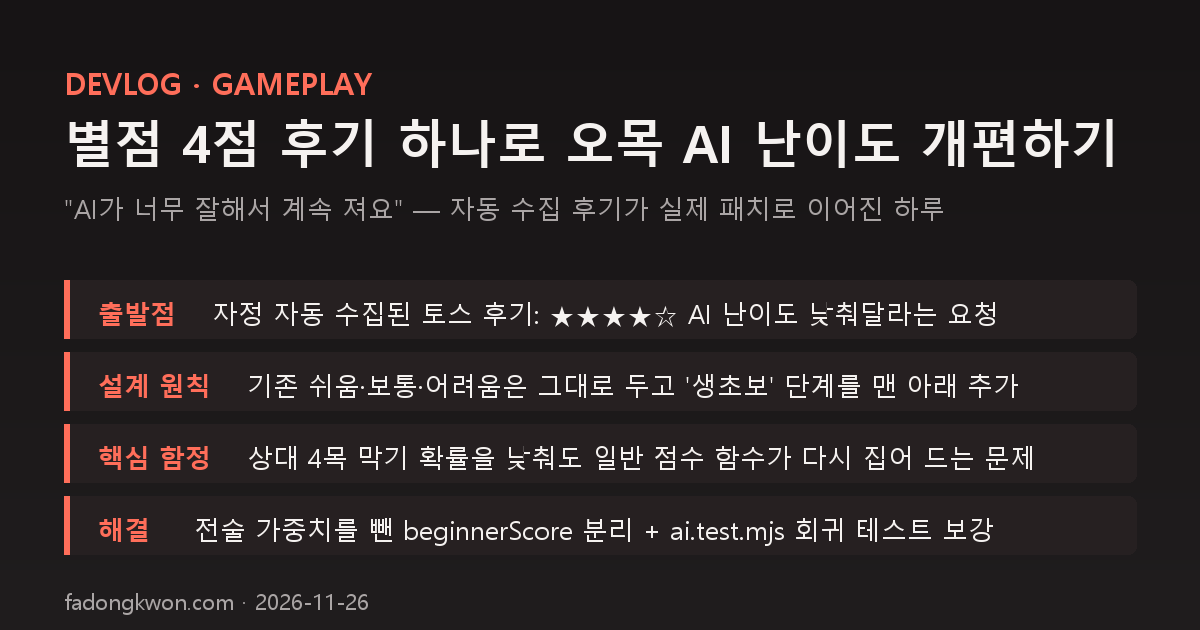 DEVLOG · GAMEPLAY
별점 4점 후기 하나로 오목 AI 난이도 개편하기
"AI가 너무 잘해서 계속 져요" — 자동 수집 후기가 실제 패치로 이어진 하루
출발점 자정 자동 수집된 토스 후기: ★★★★☆ AI 난이도 낮춰달라는 요청
설계 원칙 기존 쉬움·보통·어려움은 그대로 두고 '생초보' 단계를 맨 아래 추가
핵심 함정 상대 4목 막기 확률을 낮춰도 일반 점수 함수가 다시 집어 드는 문제
해결 전술 가중치를 뺀 beginnerScore 분리 + ai.test.mjs 회귀 테스트 보강
fadongkwon.com · 2026-11-26